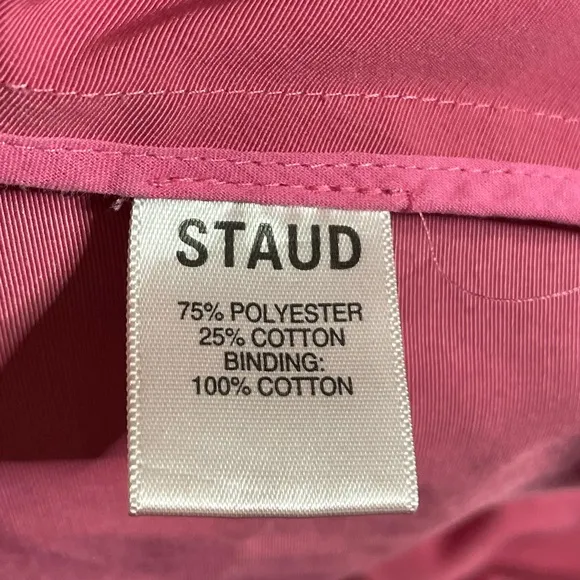 STAUD
75% POLYESTER
25% COTTON
BINDING:
100% COTTON